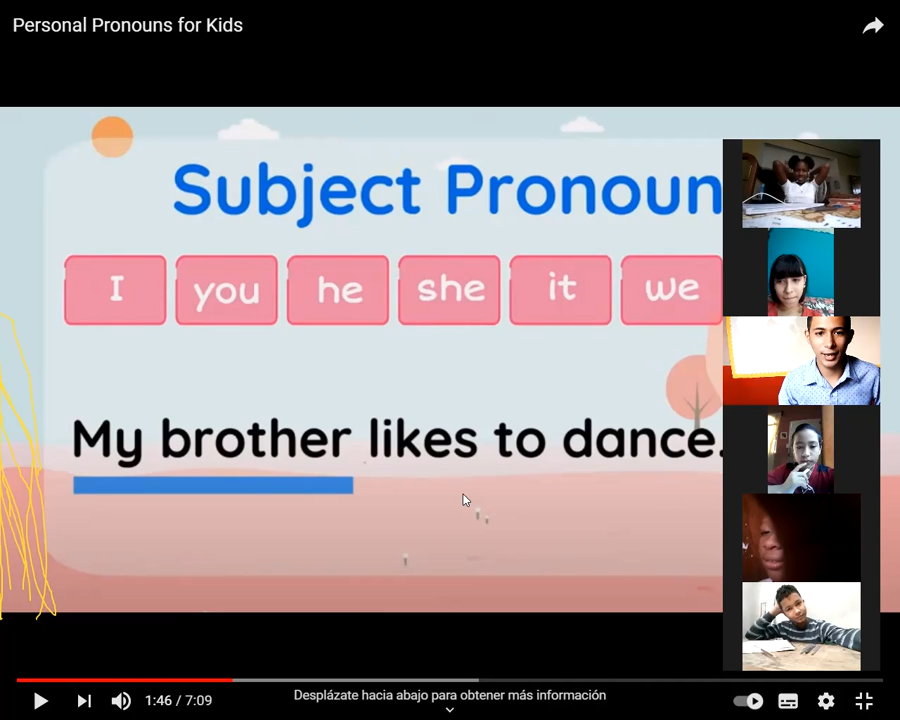 Personal Pronouns for Kids
Subject Pronoun
I you he she it we
My brother likes to dance.
1:46 / 7:09
Desplázate hacia abajo para obtener más información